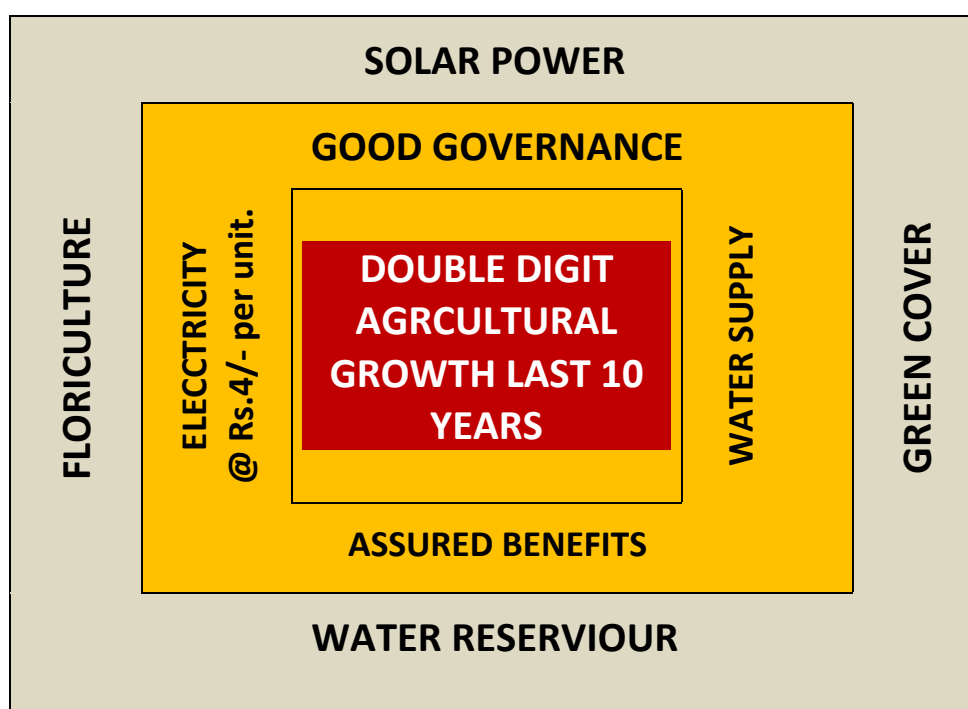 SOLAR POWER
GOOD GOVERNANCE
FLORICULTURE
ELECCTRICITY
@ Rs.4/- per unit.
DOUBLE DIGIT
AGRCULTURAL
GROWTH LAST 10
YEARS
WATER SUPPLY
GREEN COVER
ASSURED BENEFITS
WATER RESERVIOUR